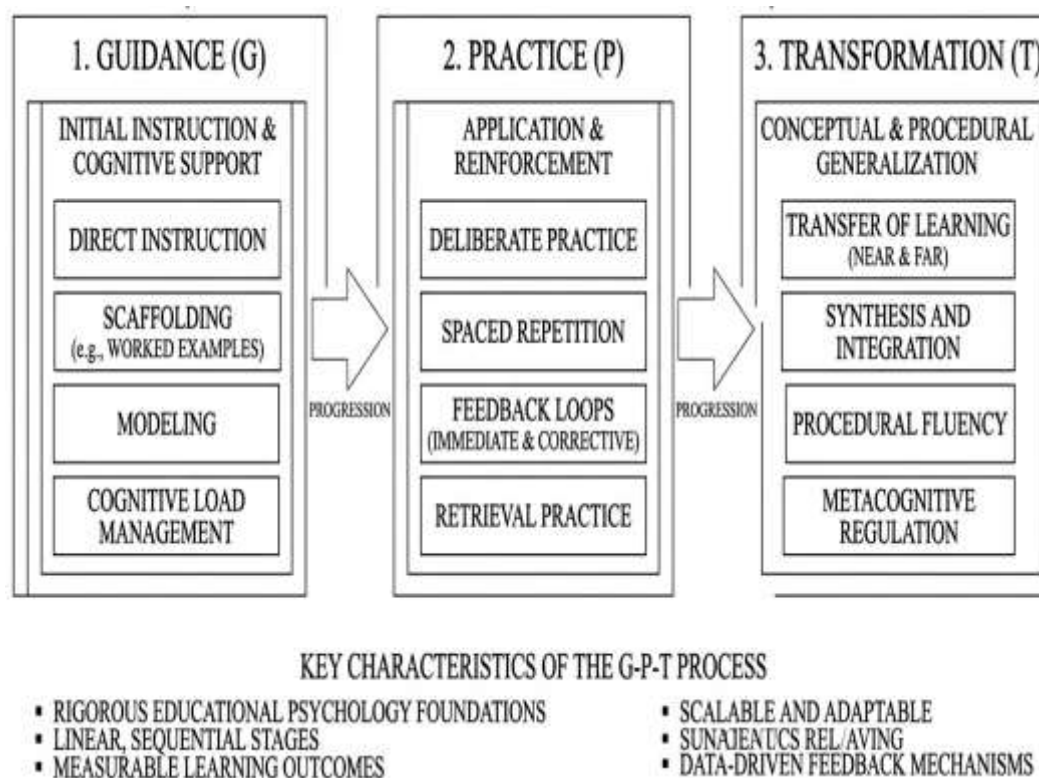 1. GUIDANCE (G)
INITIAL INSTRUCTION &
COGNITIVE SUPPORT
DIRECT INSTRUCTION
SCAFFOLDING
(e.g., WORKED EXAMPLES)
MODELING
COGNITIVE LOAD
MANAGEMENT
PROGRESSION
2. PRACTICE (P)
APPLICATION &
REINFORCEMENT
DELIBERATE PRACTICE
SPACED REPETITION
FEEDBACK LOOPS
(IMMEDIATE & CORRECTIVE)
RETRIEVAL PRACTICE
PROGRESSION
3. TRANSFORMATION (T)
CONCEPTUAL & PROCEDURAL
GENERALIZATION
TRANSFER OF LEARNING
(NEAR & FAR)
SYNTHESIS AND
INTEGRATION
PROCEDURAL FLUENCY
METACOGNITIVE
REGULATION
KEY CHARACTERISTICS OF THE G-P-T PROCESS
▪ RIGOROUS EDUCATIONAL PSYCHOLOGY FOUNDATIONS
▪ LINEAR, SEQUENTIAL STAGES
▪ MEASURABLE LEARNING OUTCOMES
▪ SCALABLE AND ADAPTABLE
▪ DATA-DRIVEN FEEDBACK MECHANISMS